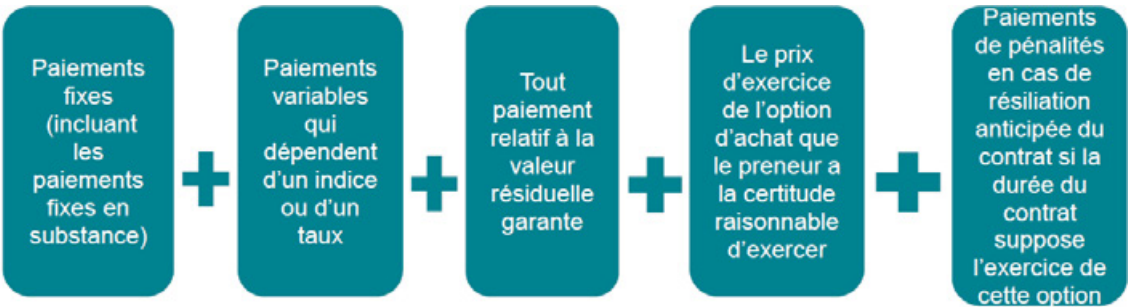 Paiements
fixes
(incluant
les
paiements
fixes en
substance)
Paiements
variables
qui
dépendent
d'un indice
ou d'un
taux
Tout
paiement
relatif à la
valeur
résiduelle
garante
Le prix
d'exercice
de l'option
d'achat que
le preneur a
la certitude
raisonnable
d'exercer
Paiements
de pénalités
en cas de
résiliation
anticipée du
contrat si la
durée du
contrat
suppose
l'exercice de
cette option